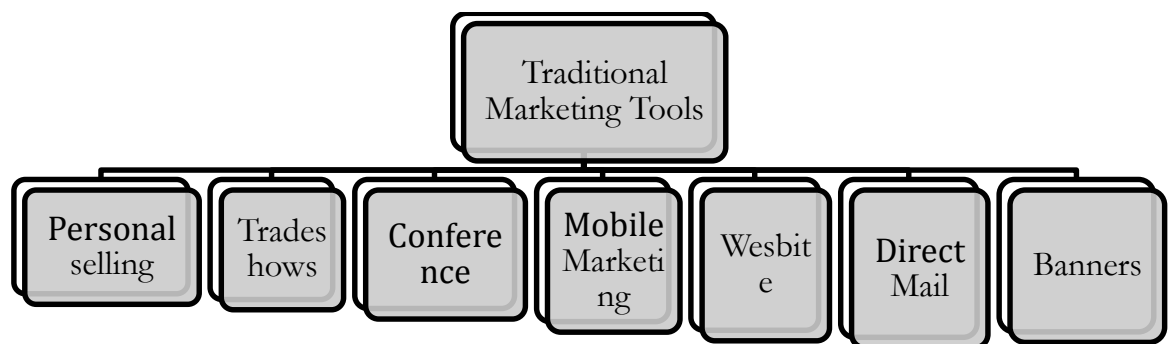 Traditional
Marketing Tools
Personal
selling
Trades
hows
Confere
nce
Mobile
Marketi
ng
Wesbit
e
Direct
Mail
Banners